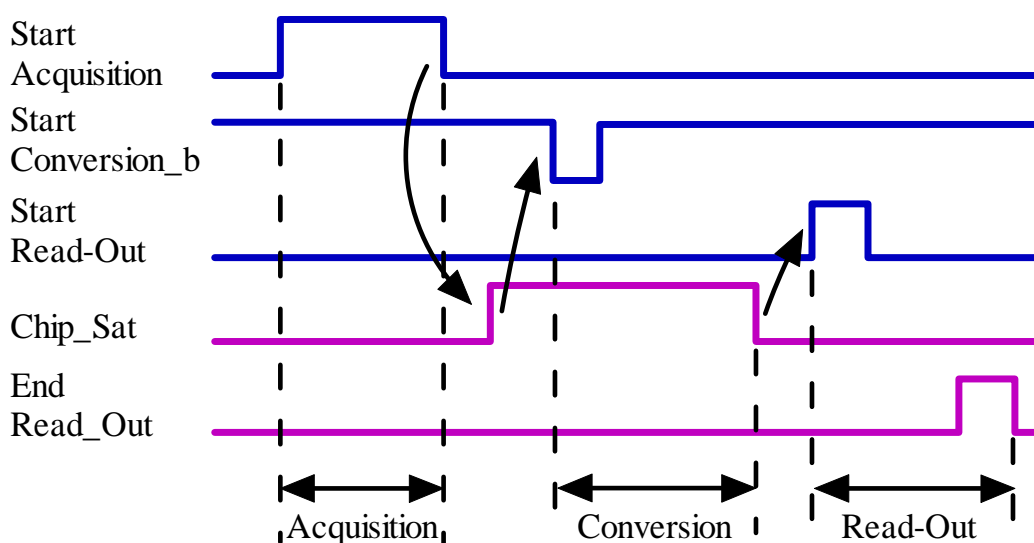 Start
Acquisition
Start
Conversion_b
Start
Read-Out
Chip_Sat
End
Read_Out
Acquisition
Conversion
Read-Out